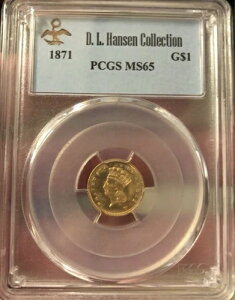 D. L. Hansen Collection
1871 G$1
PCGS MS65